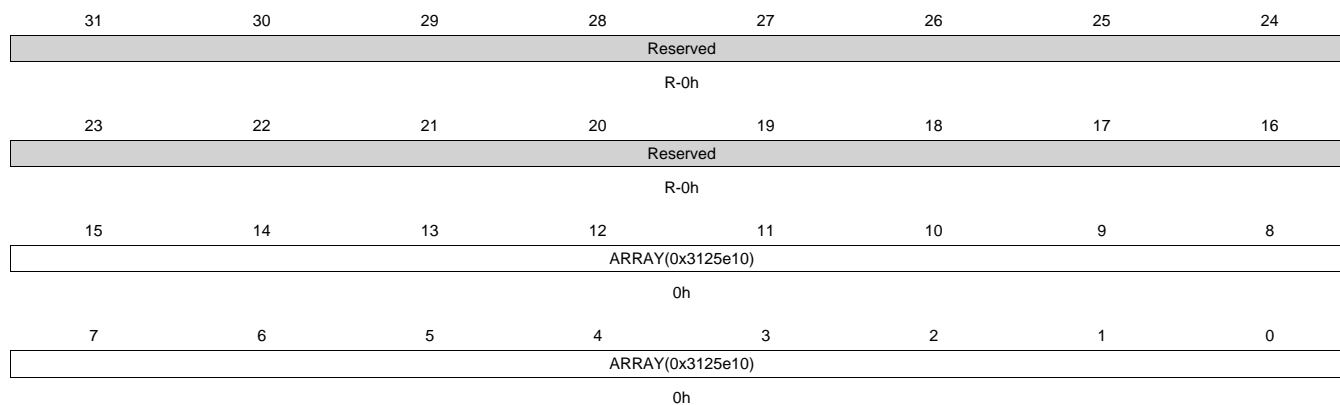 31 30 29 28 27 26 25 24
Reserved
R-0h
23 22 21 20 19 18 17 16
Reserved
R-0h
15 14 13 12 11 10 9 8
ARRAY(0x3125e10)
0h
7 6 5 4 3 2 1 0
ARRAY(0x3125e10)
0h